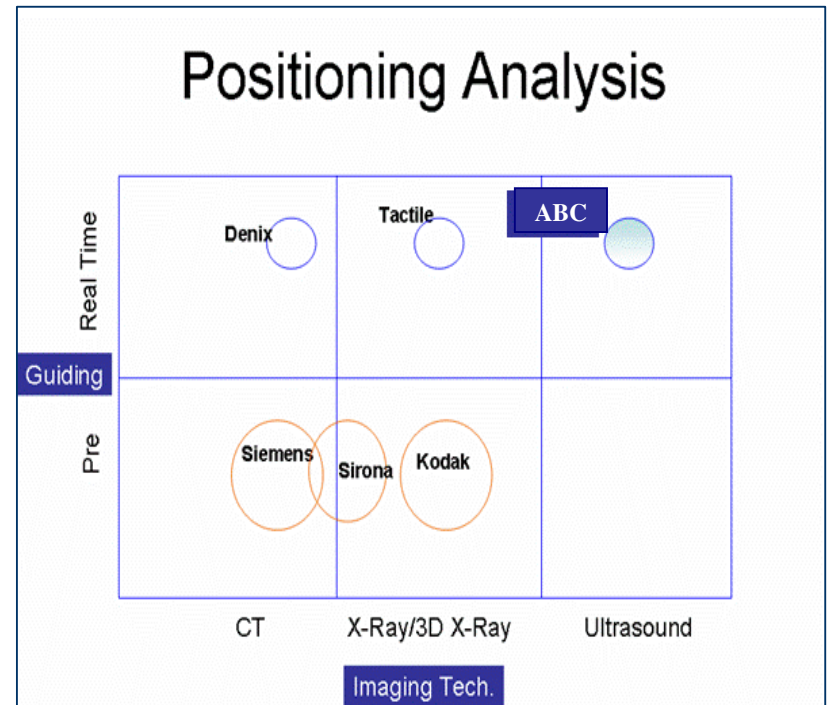 Positioning Analysis
Real Time
Denix
Tactile
ABC
Guiding
Pre
Siemens
Sirona
Kodak
CT
X-Ray/3D X-Ray
Ultrasound
Imaging Tech.